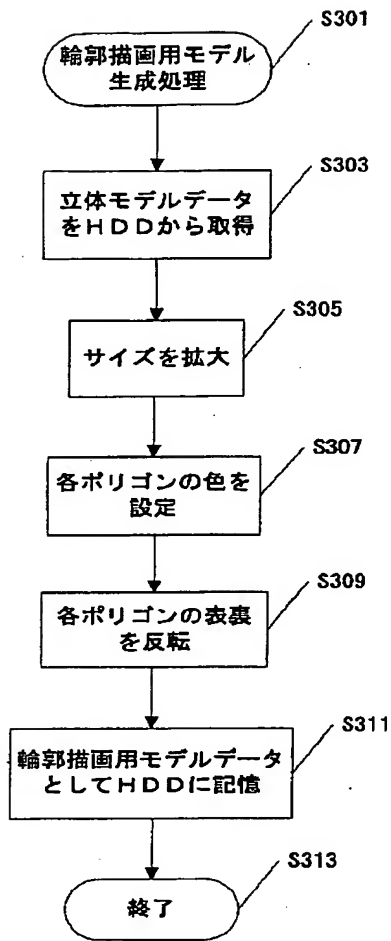 S301
輪郭描画用モデル
生成処理
S303
立体モデルデータ
をHDDから取得
S305
サイズを拡大
S307
各ポリゴンの色を
設定
S309
各ポリゴンの表裏
を反転
S311
輪郭描画用モデルデータ
としてHDDに記憶
S313
終了